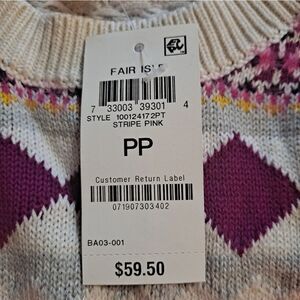 FAIR ISLE
7 33003 39301 4
STYLE 100124172PT
STRIPE PINK
PP
Customer Return Label
071907303402
BA03-001
$59.50